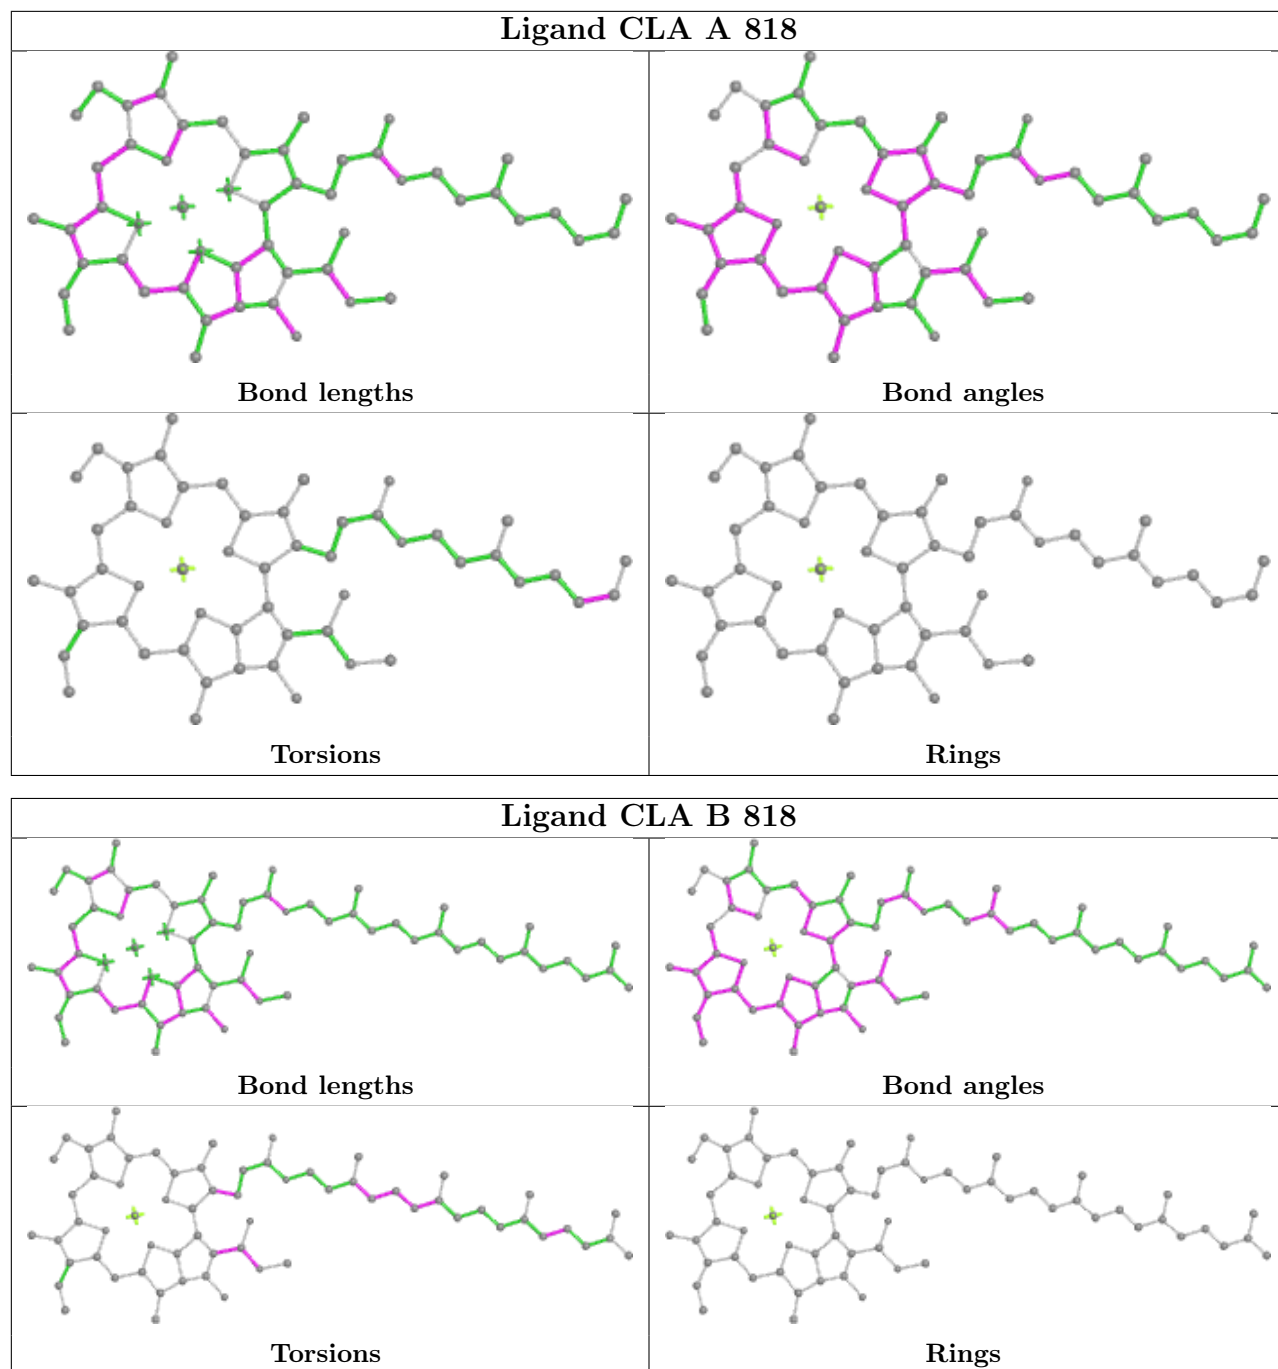 Ligand CLA A 818
Bond lengths
Bond angles
Torsions
Rings
Ligand CLA B 818
Bond lengths
Bond angles
Torsions
Rings